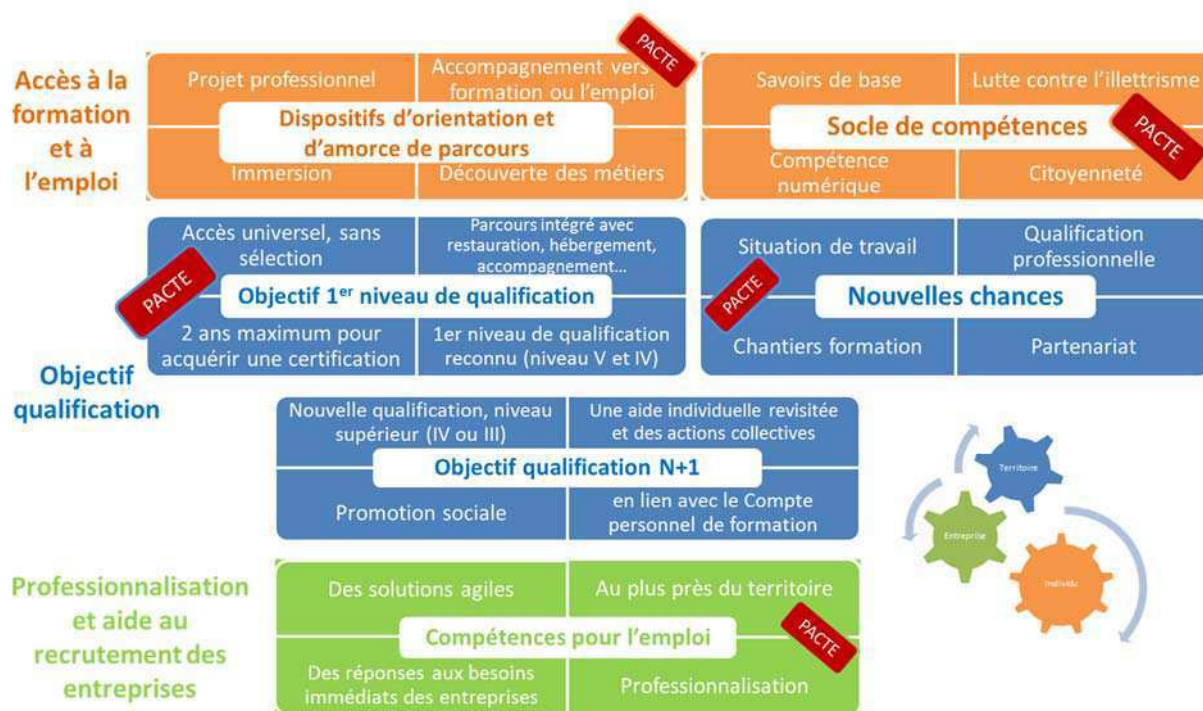 Accès à la
formation
et à
l'emploi
Projet professionnel
Accompagnement vers
formation ou l'emploi
PACTE
Dispositifs d'orientation et
d'amorce de parcours
Immersion
Découverte des métiers
Savoirs de base
Lutte contre l'illettrisme
Socle de compétences
PACTE
Compétence
numérique
Citoyenneté
Objectif
qualification
Accès universel, sans
sélection
Parcours intégré avec
restauration, hébergement,
accompagnement...
PACTE
Objectif 1er niveau de qualification
2 ans maximum pour
acquérir une certification
1er niveau de qualification
reconnu (niveau V et IV)
Situation de travail
Qualification
professionnelle
PACTE
Nouvelles chances
Chantiers formation
Partenariat
Nouvelle qualification, niveau
supérieur (IV ou III)
Une aide individuelle revisitée
et des actions collectives
Objectif qualification N+1
Promotion sociale
en lien avec le Compte
personnel de formation
Territoire
Entreprise
Individu
Professionnalisation
et aide au
recrutement des
entreprises
Des solutions agiles
Au plus près du territoire
Compétences pour l'emploi
PACTE
Des réponses aux besoins
immédiats des entreprises
Professionnalisation